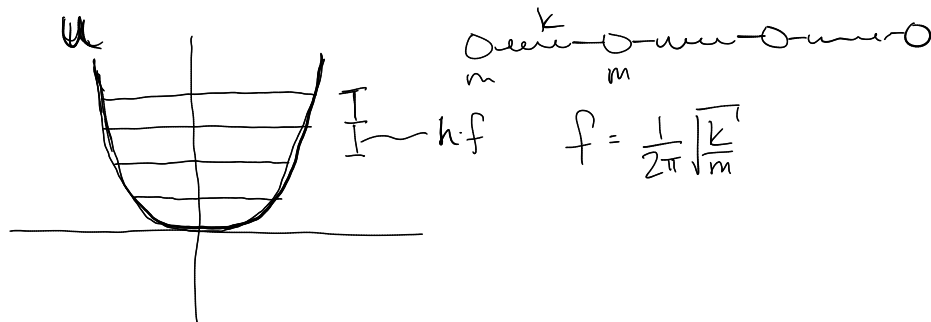 U
k
m m
h·f
f = 1/2π √k/m